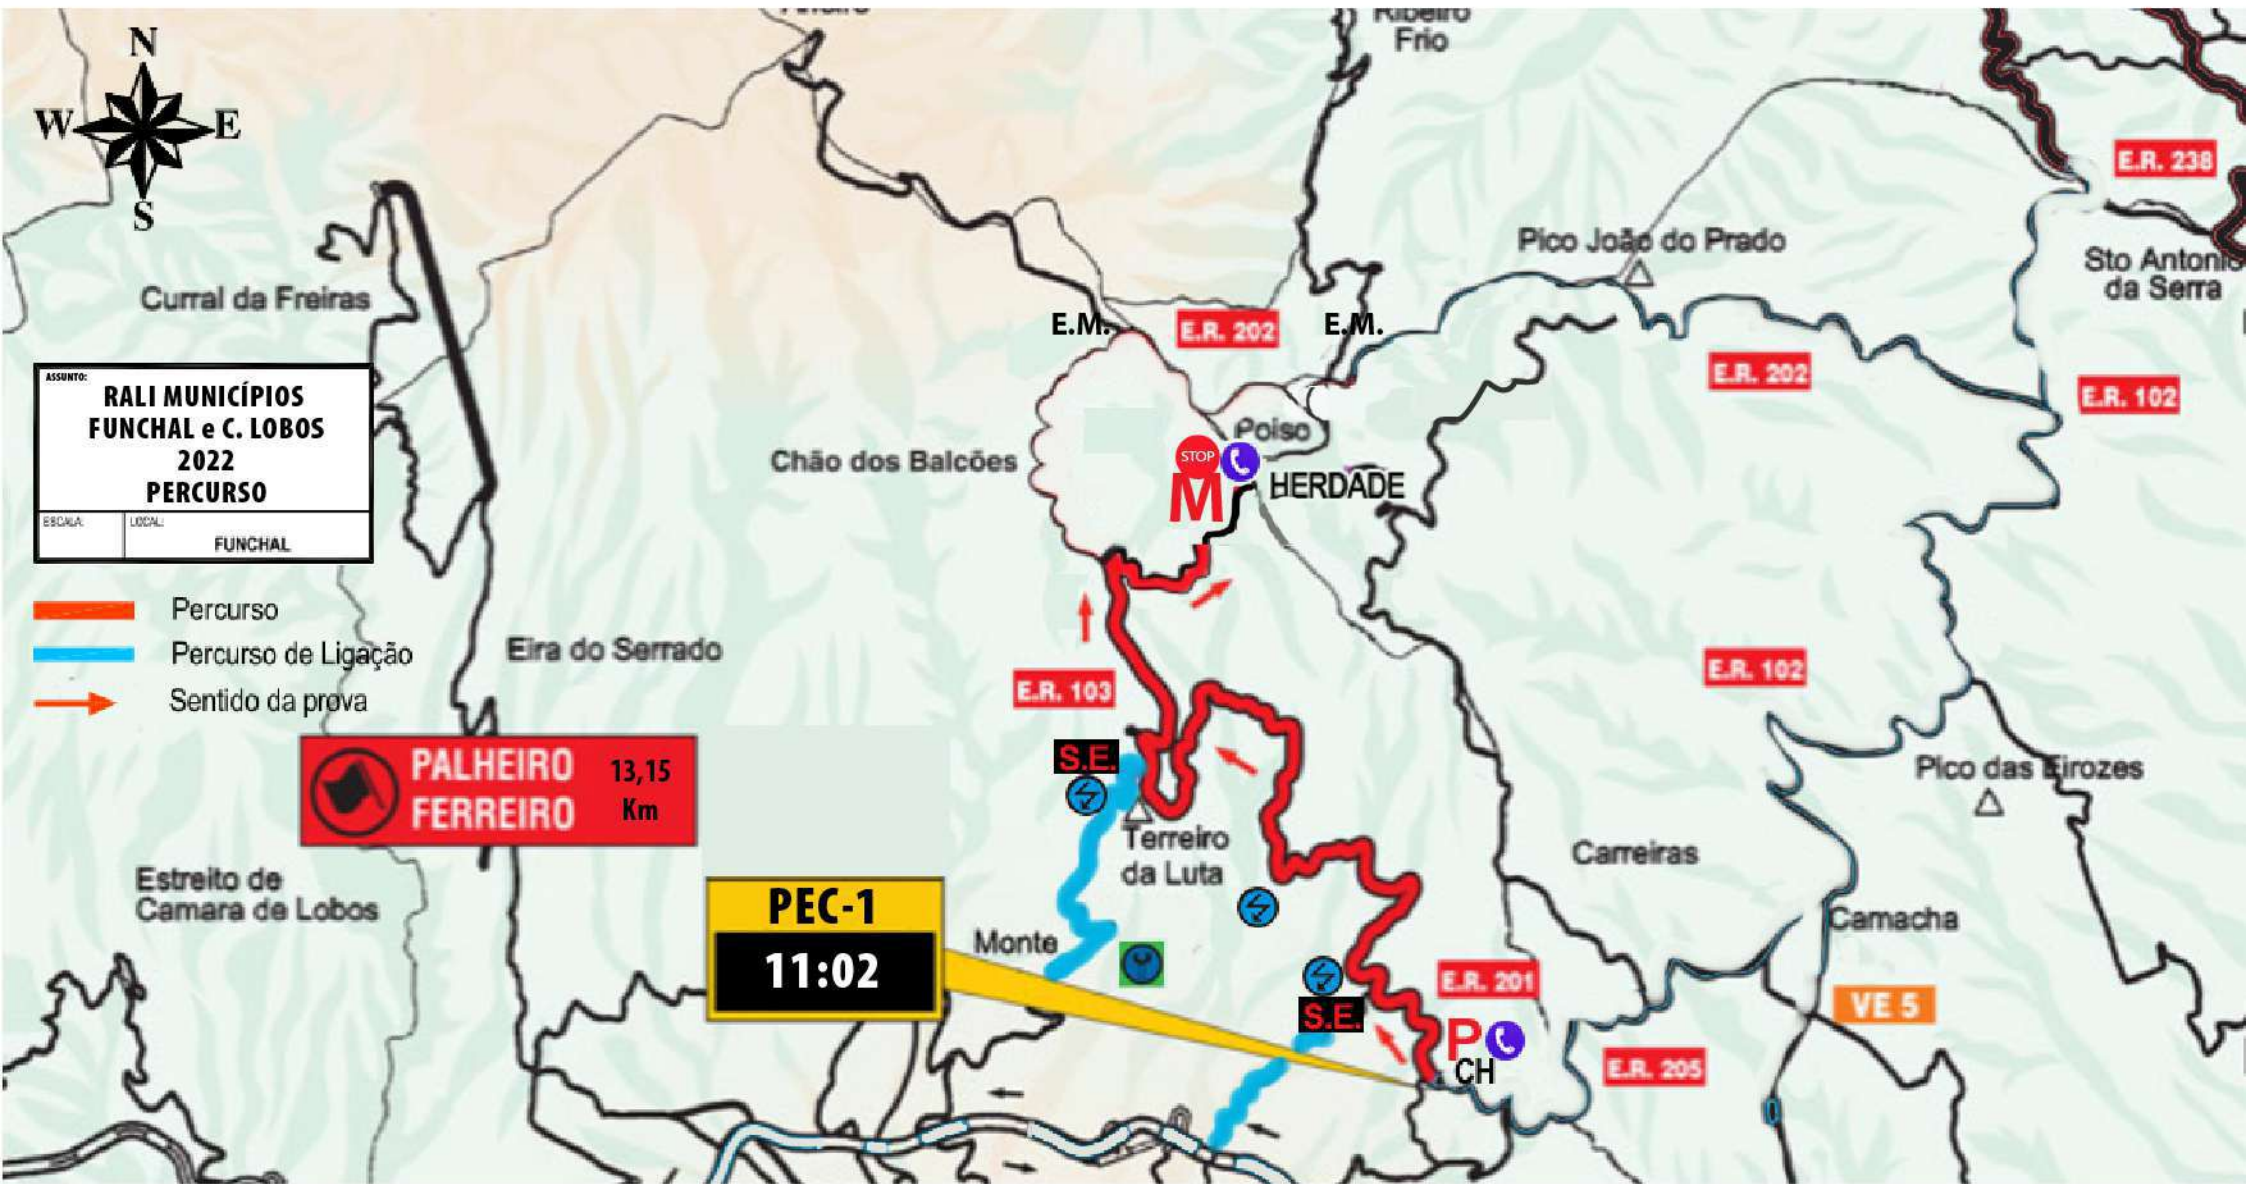 Ribeiro
Frio
N
W
E
S
E.R. 238
Pico João do Prado
Sto Antonio
da Serra
Curral da Freiras
E.M.
E.R. 202
E.M.
E.R. 202
E.R. 102
ASSUNTO:
RALI MUNICÍPIOS
FUNCHAL e C. LOBOS
2022
PERCURSO
ESCALA:
LOCAL:
FUNCHAL
Chão dos Balcões
Poiso
STOP
M
HERDADE
Percurso
Percurso de Ligação
Sentido da prova
Eira do Serrado
E.R. 103
E.R. 102
PALHEIRO
FERREIRO
13,15
Km
S.E.
Pico das Eirozes
Terreiro
da Luta
Carreiras
Estreito de
Camara de Lobos
PEC-1
11:02
Monte
Camacha
E.R. 201
S.E.
VE 5
P
CH
E.R. 205